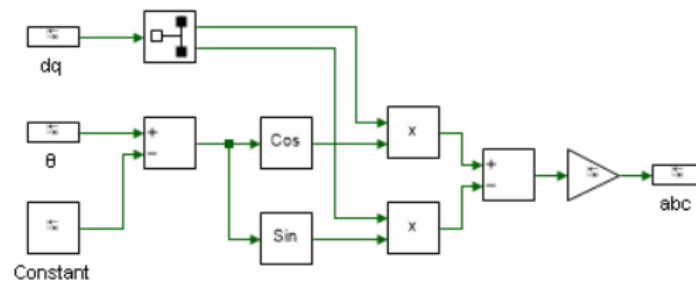 dq
θ
+
−
Cos
x
+
−
abc
Sin
x
Constant